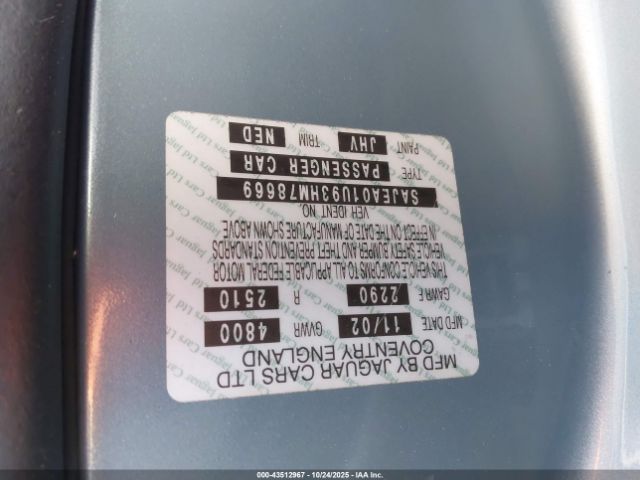 MFD BY JAGUAR CARS LTD
COVENTRY ENGLAND
MFD DATE 11/02 GVWR 4800
GAWR F 2290 R 2510
THIS VEHICLE CONFORMS TO ALL APPLICABLE FEDERAL MOTOR
VEHICLE SAFETY BUMPER AND THEFT PREVENTION STANDARDS
IN EFFECT ON THE DATE OF MANUFACTURE SHOWN ABOVE
VEH IDENT NO.
SAJEA01U93HM78669
TYPE PASSENGER CAR
PAINT JHV TRIM NED
000-43512967 - 10/24/2025 - IAA Inc.